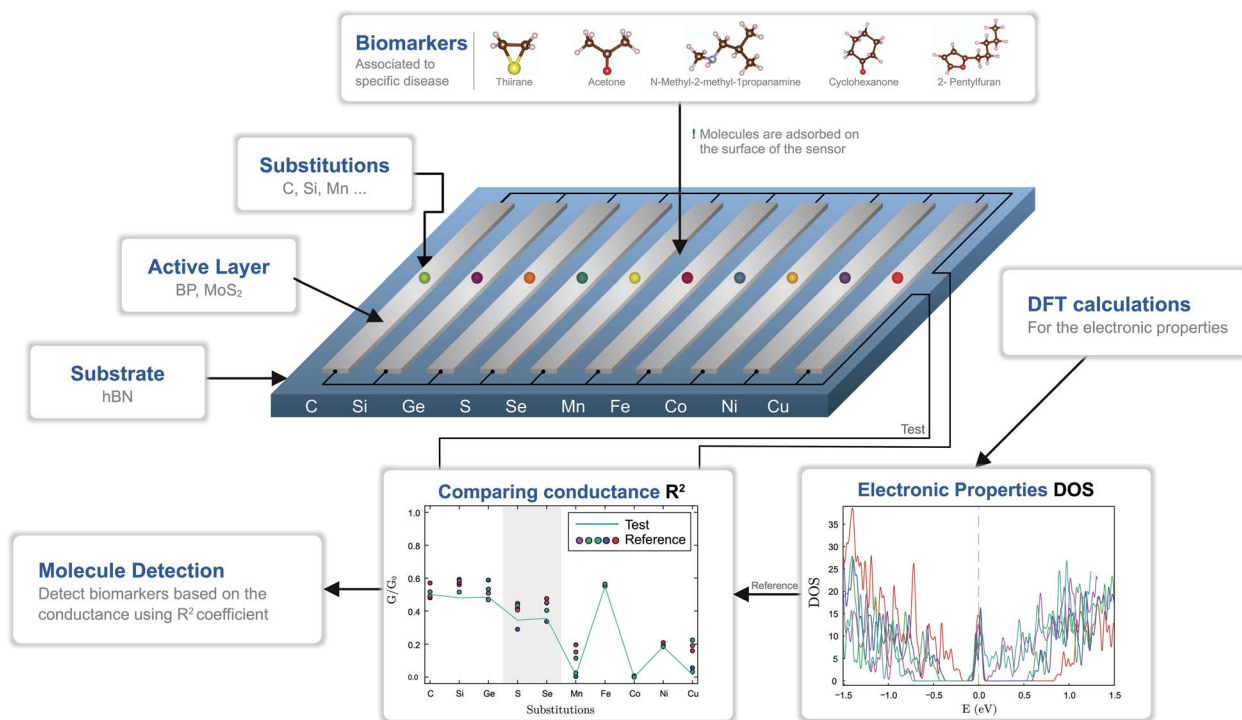 Biomarkers
Associated to
specific disease
Thiirane
Acetone
N-Methyl-2-methyl-1propanamine
Cyclohexanone
2- Pentylfuran
! Molecules are adsorbed on
the surface of the sensor
Substitutions
C, Si, Mn ...
Active Layer
BP, MoS₂
Substrate
hBN
C Si Ge S Se Mn Fe Co Ni Cu
DFT calculations
For the electronic properties
Test
Comparing conductance R²
Test
Reference
G/G₀
1.0
0.8
0.6
0.4
0.2
0.0
C Si Ge S Se Mn Fe Co Ni Cu
Substitutions
Reference
Electronic Properties DOS
DOS
35
30
25
20
15
10
5
0
-1.5 -1.0 -0.5 0.0 0.5 1.0 1.5
E (eV)
Molecule Detection
Detect biomarkers based on the
conductance using R² coefficient